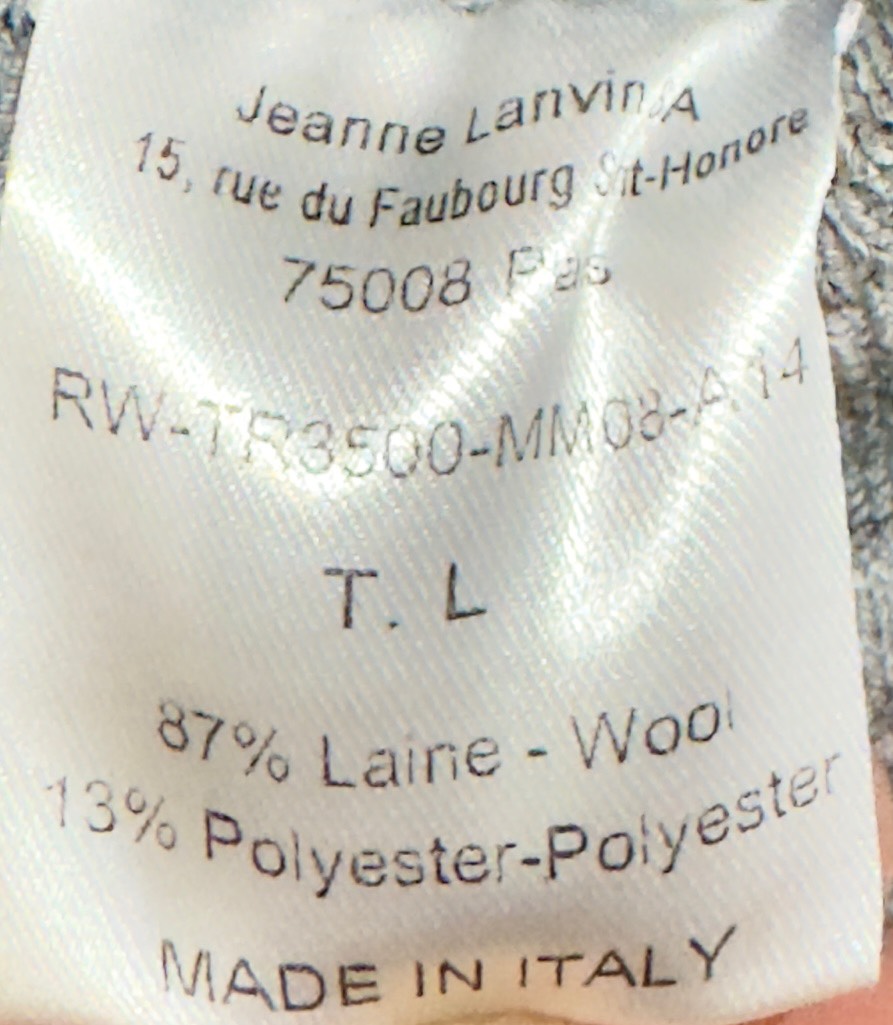 Jeanne Lanvin SA
15, rue du Faubourg St-Honore
75008
RW-TR3500-MM08-A14
T. L
87% Laine - Wool
13% Polyester-Polyester
MADE IN ITALY